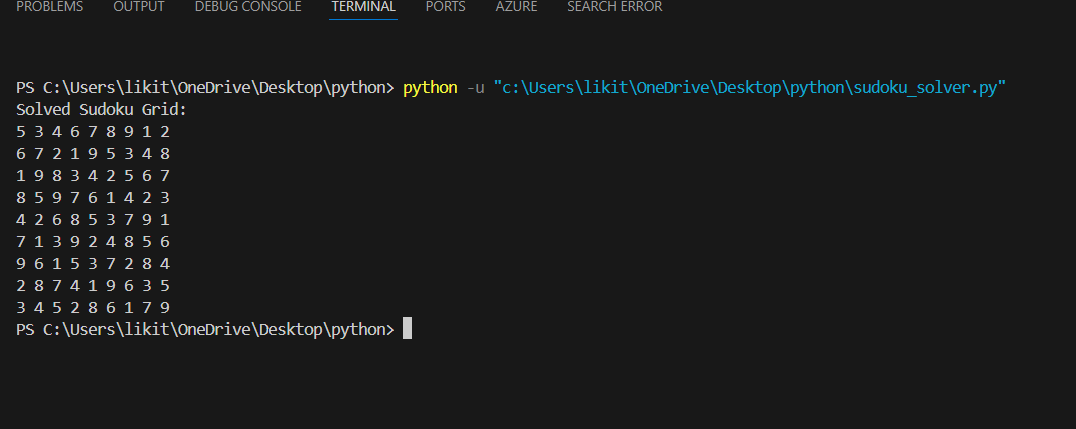 PROBLEMS OUTPUT DEBUG CONSOLE TERMINAL PORTS AZURE SEARCH ERROR
PS C:\Users\likit\OneDrive\Desktop\python> python -u "c:\Users\likit\OneDrive\Desktop\python\sudoku_solver.py"
Solved Sudoku Grid:
5 3 4 6 7 8 9 1 2
6 7 2 1 9 5 3 4 8
1 9 8 3 4 2 5 6 7
8 5 9 7 6 1 4 2 3
4 2 6 8 5 3 7 9 1
7 1 3 9 2 4 8 5 6
9 6 1 5 3 7 2 8 4
2 8 7 4 1 9 6 3 5
3 4 5 2 8 6 1 7 9
PS C:\Users\likit\OneDrive\Desktop\python>